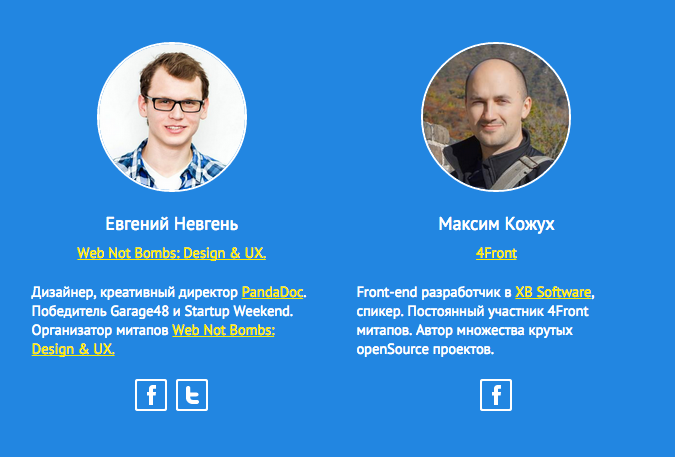 Евгений Невгень
Web Not Bombs: Design & UX.
Дизайнер, креативный директор PandaDoc.
Победитель Garage48 и Startup Weekend.
Организатор митапов Web Not Bombs:
Design & UX.
Максим Кожух
4Front
Front-end разработчик в XB Software,
спикер. Постоянный участник 4Front
митапов. Автор множества крутых
openSource проектов.